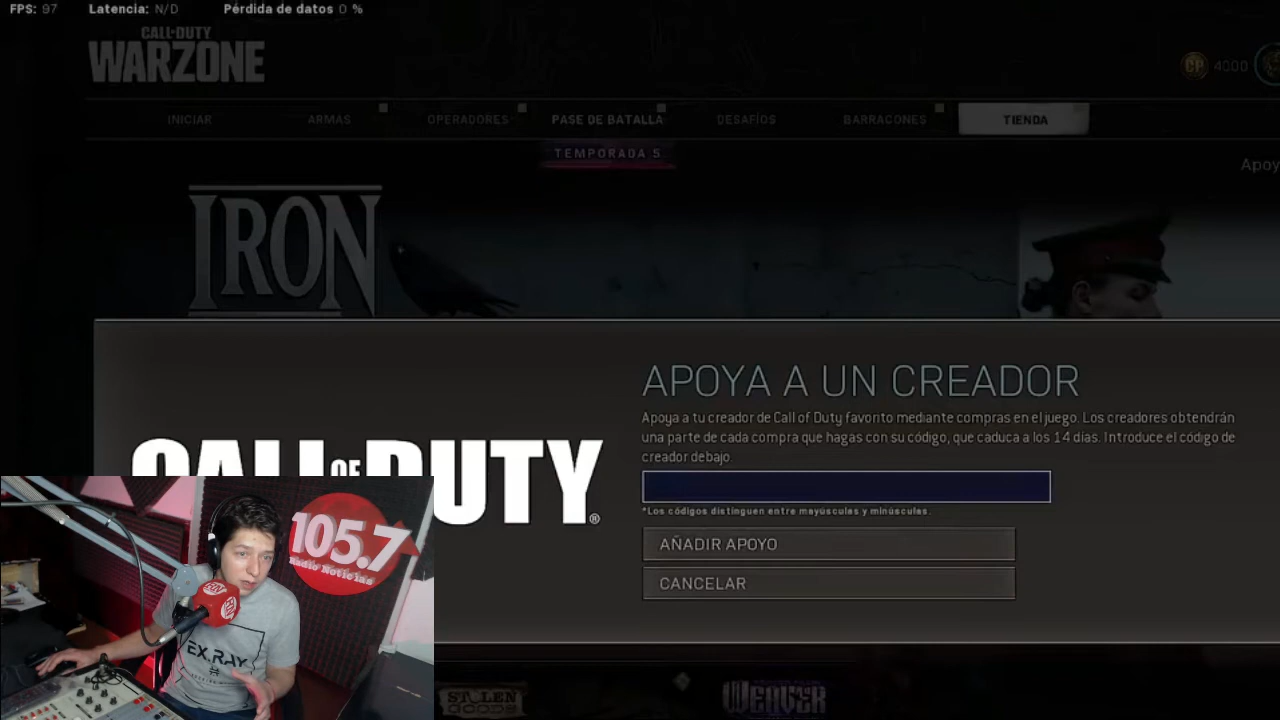 FPS: 97 Latencia: N/D Pérdida de datos 0 %
CALL·DUTY
WARZONE
CP 4000
INICIAR ARMAS OPERADORES PASE DE BATALLA DESAFÍOS BARRACONES TIENDA
TEMPORADA 5
Apoy
IRON
APOYA A UN CREADOR
Apoya a tu creador de Call of Duty favorito mediante compras en el juego. Los creadores obtendrán
una parte de cada compra que hagas con su código, que caduca a los 14 días. Introduce el código de
creador debajo.
*Los códigos distinguen entre mayúsculas y minúsculas.
AÑADIR APOYO
CANCELAR
CALL OF DUTY®
105.7
Radio Noticias
EX.RAY
STOLEN
GOODS
WEAVER